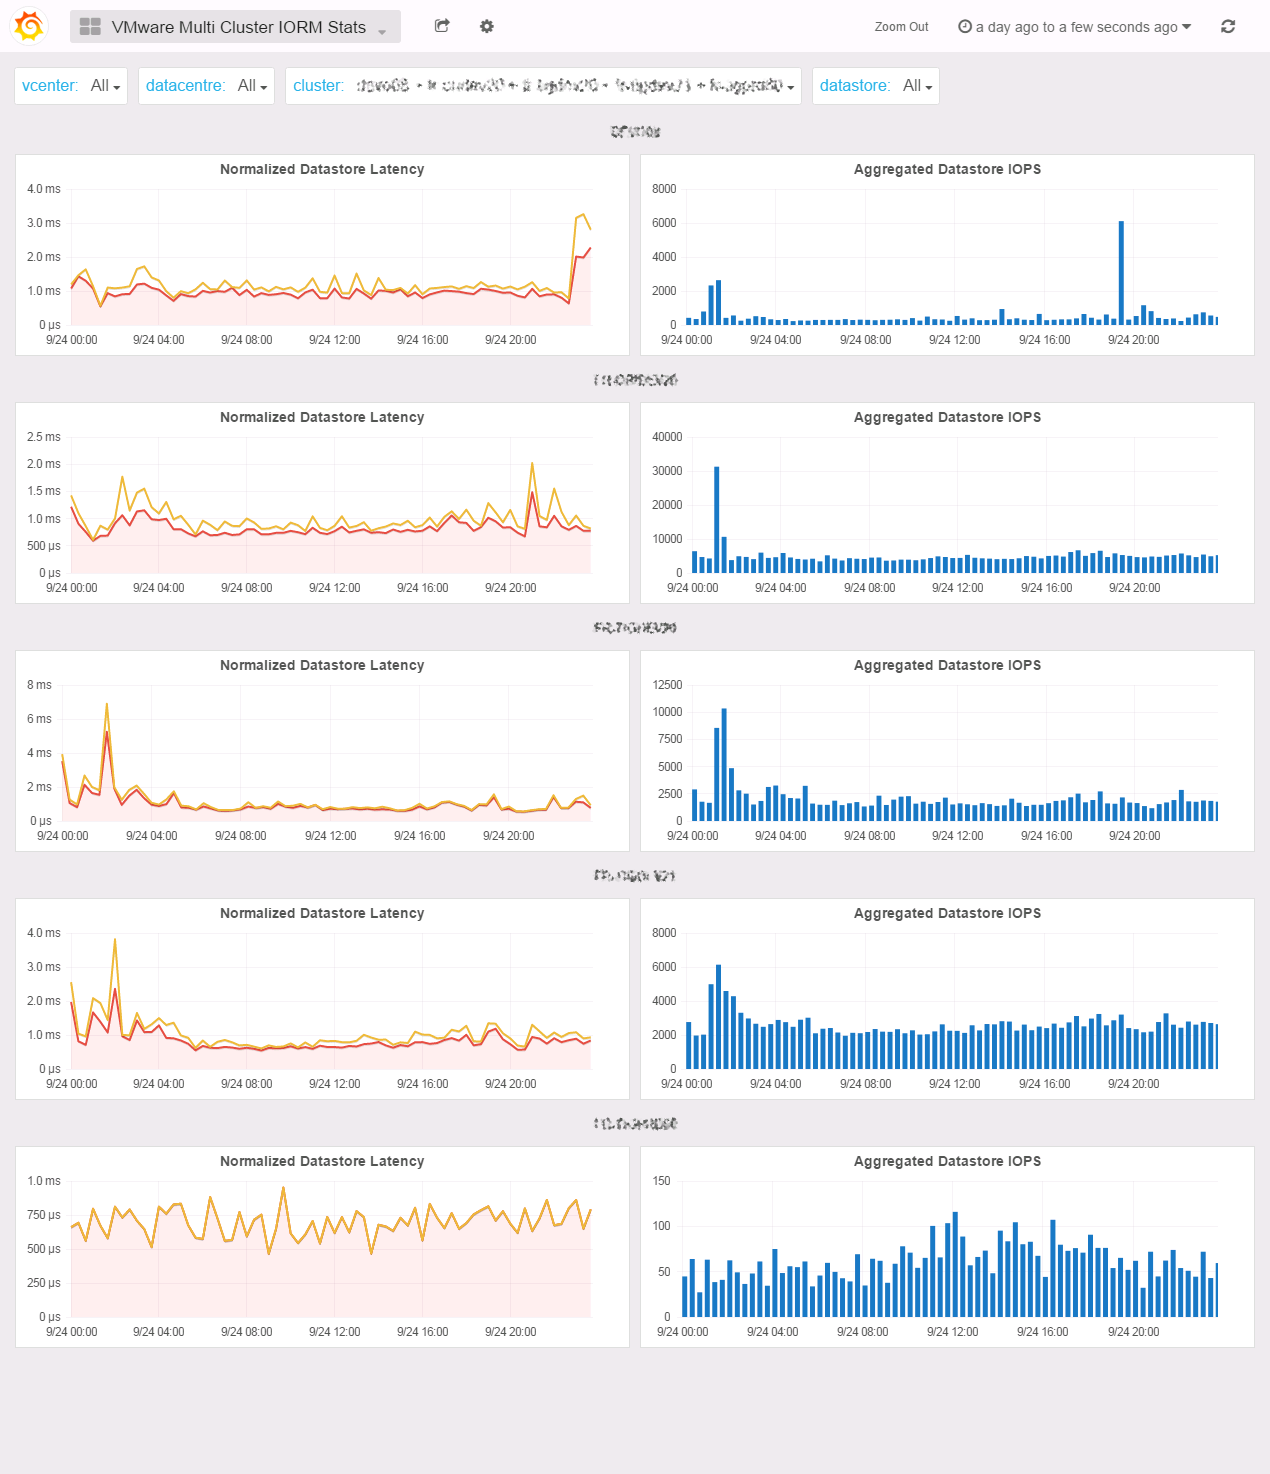 VMware Multi Cluster IORM Stats Zoom Out a day ago to a few seconds ago
vcenter: All datacentre: All cluster: datastore: All
Normalized Datastore Latency
4.0 ms
3.0 ms
2.0 ms
1.0 ms
0 µs
9/24 00:00 9/24 04:00 9/24 08:00 9/24 12:00 9/24 16:00 9/24 20:00
Aggregated Datastore IOPS
8000
6000
4000
2000
0
9/24 00:00 9/24 04:00 9/24 08:00 9/24 12:00 9/24 16:00 9/24 20:00
Normalized Datastore Latency
2.5 ms
2.0 ms
1.5 ms
1.0 ms
500 µs
0 µs
9/24 00:00 9/24 04:00 9/24 08:00 9/24 12:00 9/24 16:00 9/24 20:00
Aggregated Datastore IOPS
40000
30000
20000
10000
0
9/24 00:00 9/24 04:00 9/24 08:00 9/24 12:00 9/24 16:00 9/24 20:00
Normalized Datastore Latency
8 ms
6 ms
4 ms
2 ms
0 µs
9/24 00:00 9/24 04:00 9/24 08:00 9/24 12:00 9/24 16:00 9/24 20:00
Aggregated Datastore IOPS
12500
10000
7500
5000
2500
0
9/24 00:00 9/24 04:00 9/24 08:00 9/24 12:00 9/24 16:00 9/24 20:00
Normalized Datastore Latency
4.0 ms
3.0 ms
2.0 ms
1.0 ms
0 µs
9/24 00:00 9/24 04:00 9/24 08:00 9/24 12:00 9/24 16:00 9/24 20:00
Aggregated Datastore IOPS
8000
6000
4000
2000
0
9/24 00:00 9/24 04:00 9/24 08:00 9/24 12:00 9/24 16:00 9/24 20:00
Normalized Datastore Latency
1.0 ms
750 µs
500 µs
250 µs
0 µs
9/24 00:00 9/24 04:00 9/24 08:00 9/24 12:00 9/24 16:00 9/24 20:00
Aggregated Datastore IOPS
150
100
50
0
9/24 00:00 9/24 04:00 9/24 08:00 9/24 12:00 9/24 16:00 9/24 20:00